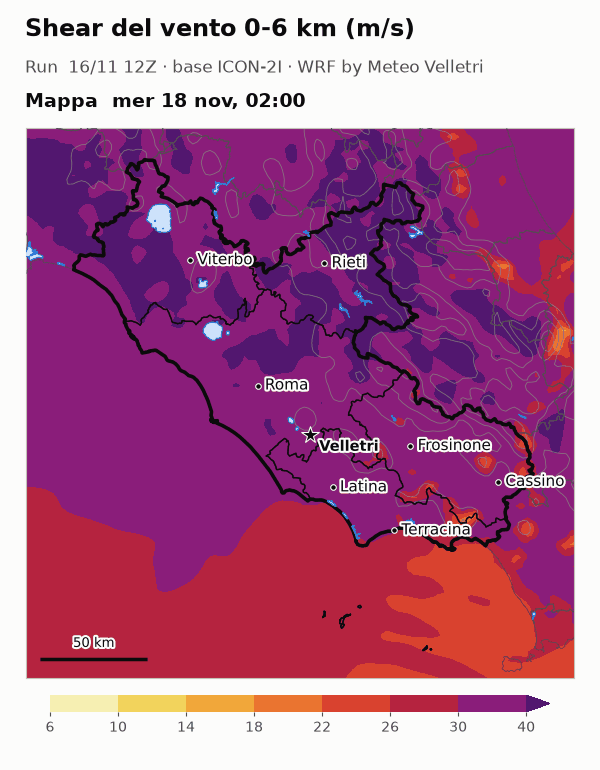 Shear del vento 0-6 km (m/s)
Run  16/11 12Z · base ICON-2I · WRF by Meteo Velletri
Mappa  mer 18 nov, 02:00
Viterbo
Rieti
Roma
Velletri
Frosinone
Cassino
Latina
Terracina
50 km
6 10 14 18 22 26 30 40